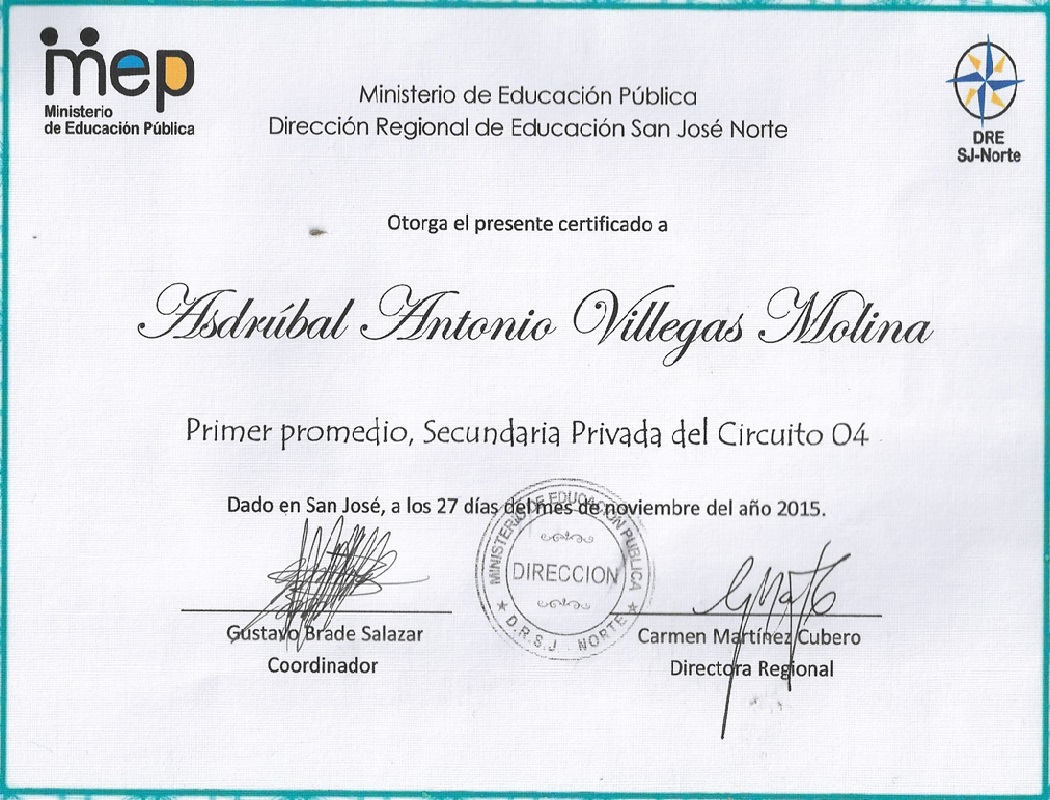 mep
Ministerio
de Educación Pública
Ministerio de Educación Pública
Dirección Regional de Educación San José Norte
DRE
SJ-Norte
Otorga el presente certificado a
Asdrúbal Antonio Villegas Molina
Primer promedio, Secundaria Privada del Circuito 04
Dado en San José, a los 27 días del mes de noviembre del año 2015.
MINISTERIO DE EDUCACION PUBLICA
DIRECCION
D.R.S.J. NORTE
Gustavo Brade Salazar
Coordinador
Carmen Martínez Cubero
Directora Regional